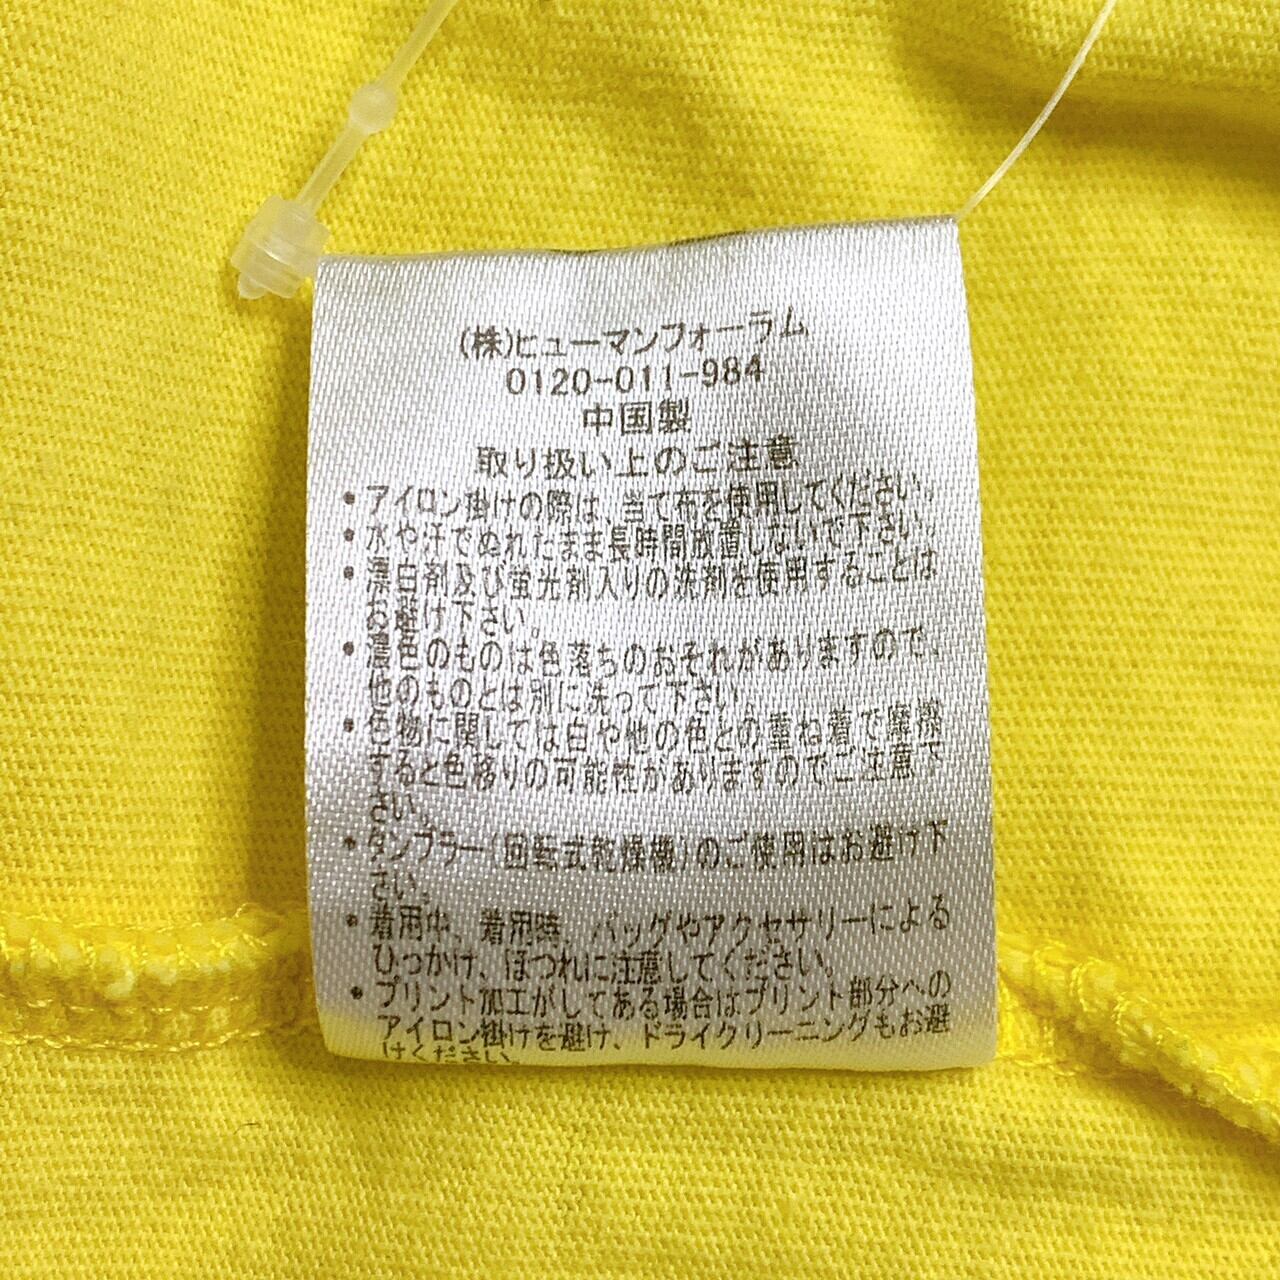 (株)ヒューマンフォーラム
0120-011-984
中国製
取り扱い上のご注意
・アイロン掛けの際は、当て布を使用してください。
・水や汗でぬれたまま長時間放置しないで下さい。
・漂白剤及び蛍光剤入りの洗剤を使用することは
お避け下さい。
・濃色のものは色落ちのおそれがありますので、
他のものとは別に洗って下さい。
・色物に関しては白や他の色との重ね着で摩擦
すると色移りの可能性がありますのでご注意下
さい。
・タンブラー(回転式乾燥機)のご使用はお避け下
さい。
・着用中、着用時、バッグやアクセサリーによる
ひっかけ、ほつれに注意してください。
・プリント加工がしてある場合はプリント部分への
アイロン掛けを避け、ドライクリーニングもお避
けください。